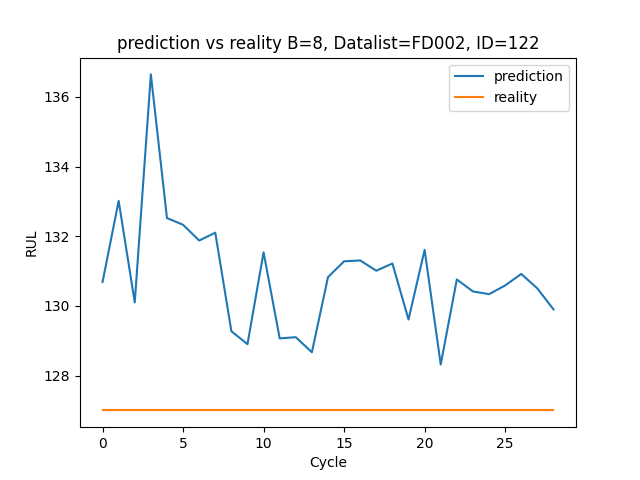 prediction vs reality B=8, Datalist=FD002, ID=122
prediction
reality
136
134
132
130
128
RUL
0 5 10 15 20 25
Cycle